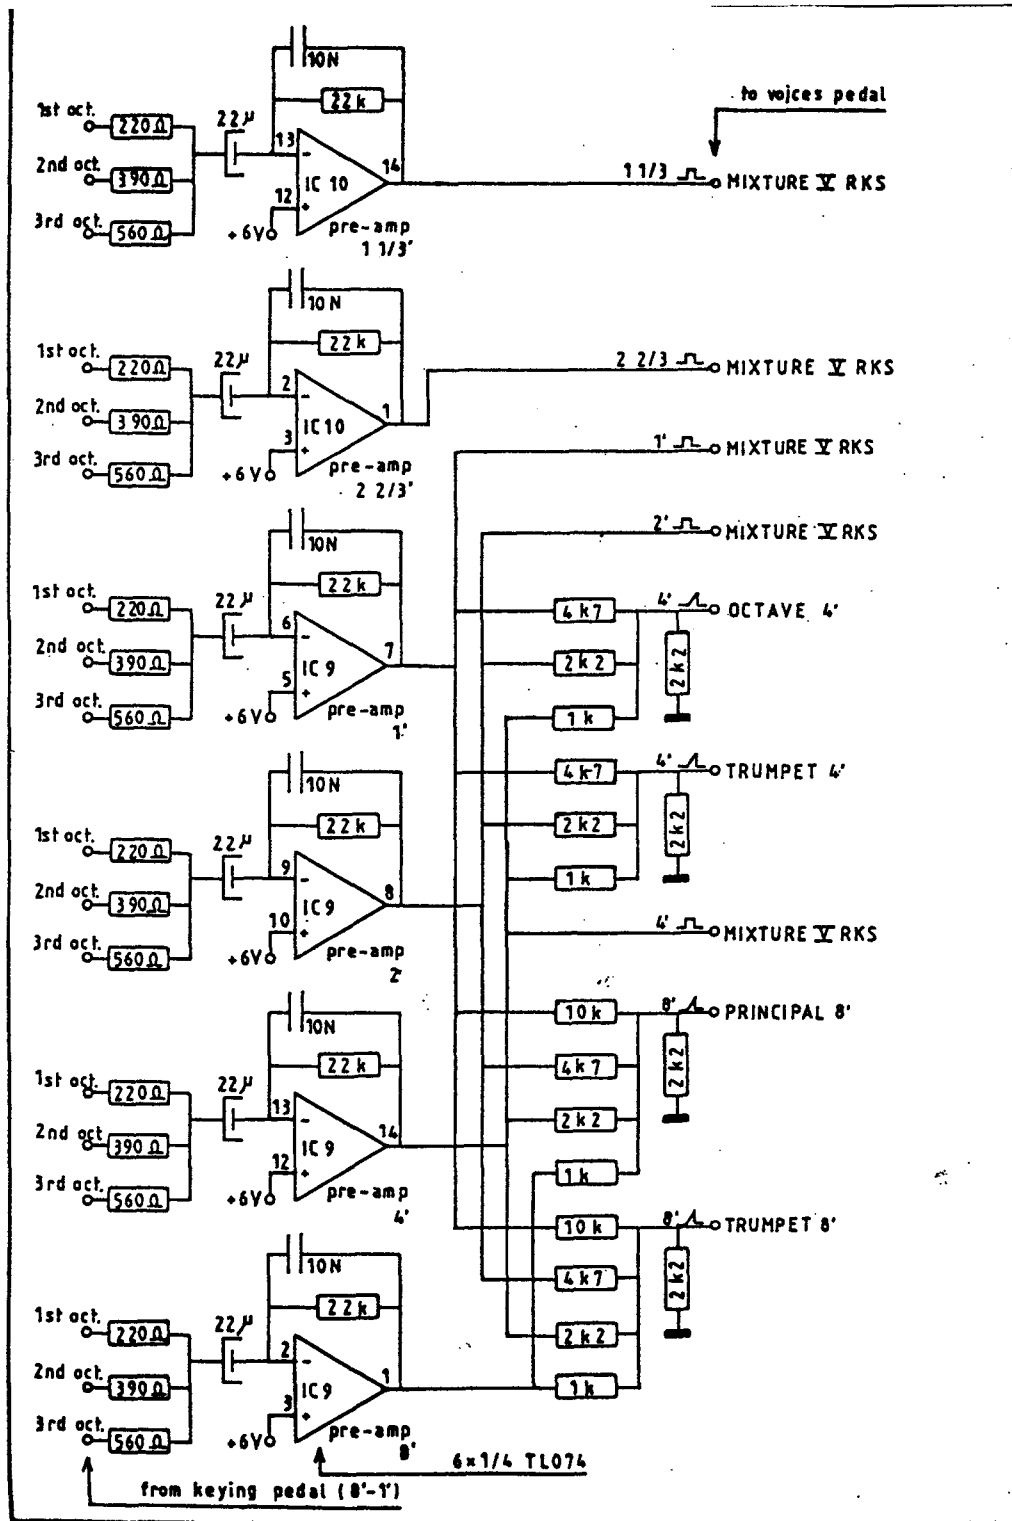 10N
22k
to voices pedal
1st oct.
220Ω
22µ
13
14
2nd oct.
390Ω
IC 10
12
+6V
3rd oct.
560Ω
pre-amp
1 1/3'
1 1/3
MIXTURE V RKS
10N
22k
1st oct.
220Ω
22µ
2
1
2nd oct.
390Ω
IC 10
3
+6V
3rd oct.
560Ω
pre-amp
2 2/3'
2 2/3
MIXTURE V RKS
1'
MIXTURE V RKS
2'
MIXTURE V RKS
10N
22k
1st oct.
220Ω
22µ
6
7
2nd oct.
390Ω
IC 9
5
+6V
3rd oct.
560Ω
pre-amp
1'
4k7
4'
OCTAVE 4'
2k2
2k2
1k
4k7
4'
TRUMPET 4'
2k2
2k2
1k
10N
22k
1st oct.
220Ω
22µ
9
8
2nd oct.
390Ω
IC 9
10
+6V
3rd oct.
560Ω
pre-amp
2'
4'
MIXTURE V RKS
10k
8'
PRINCIPAL 8'
4k7
2k2
2k2
1k
10N
22k
1st oct.
220Ω
22µ
13
14
2nd oct
390Ω
IC 9
12
+6V
3rd oct.
560Ω
pre-amp
4'
10k
8'
TRUMPET 8'
4k7
2k2
2k2
1k
10N
22k
1st oct.
220Ω
22µ
2
1
2nd oct.
390Ω
IC 9
3
+6V
3rd oct.
560Ω
pre-amp
8'
6×1/4 TL074
from keying pedal (8'-1')